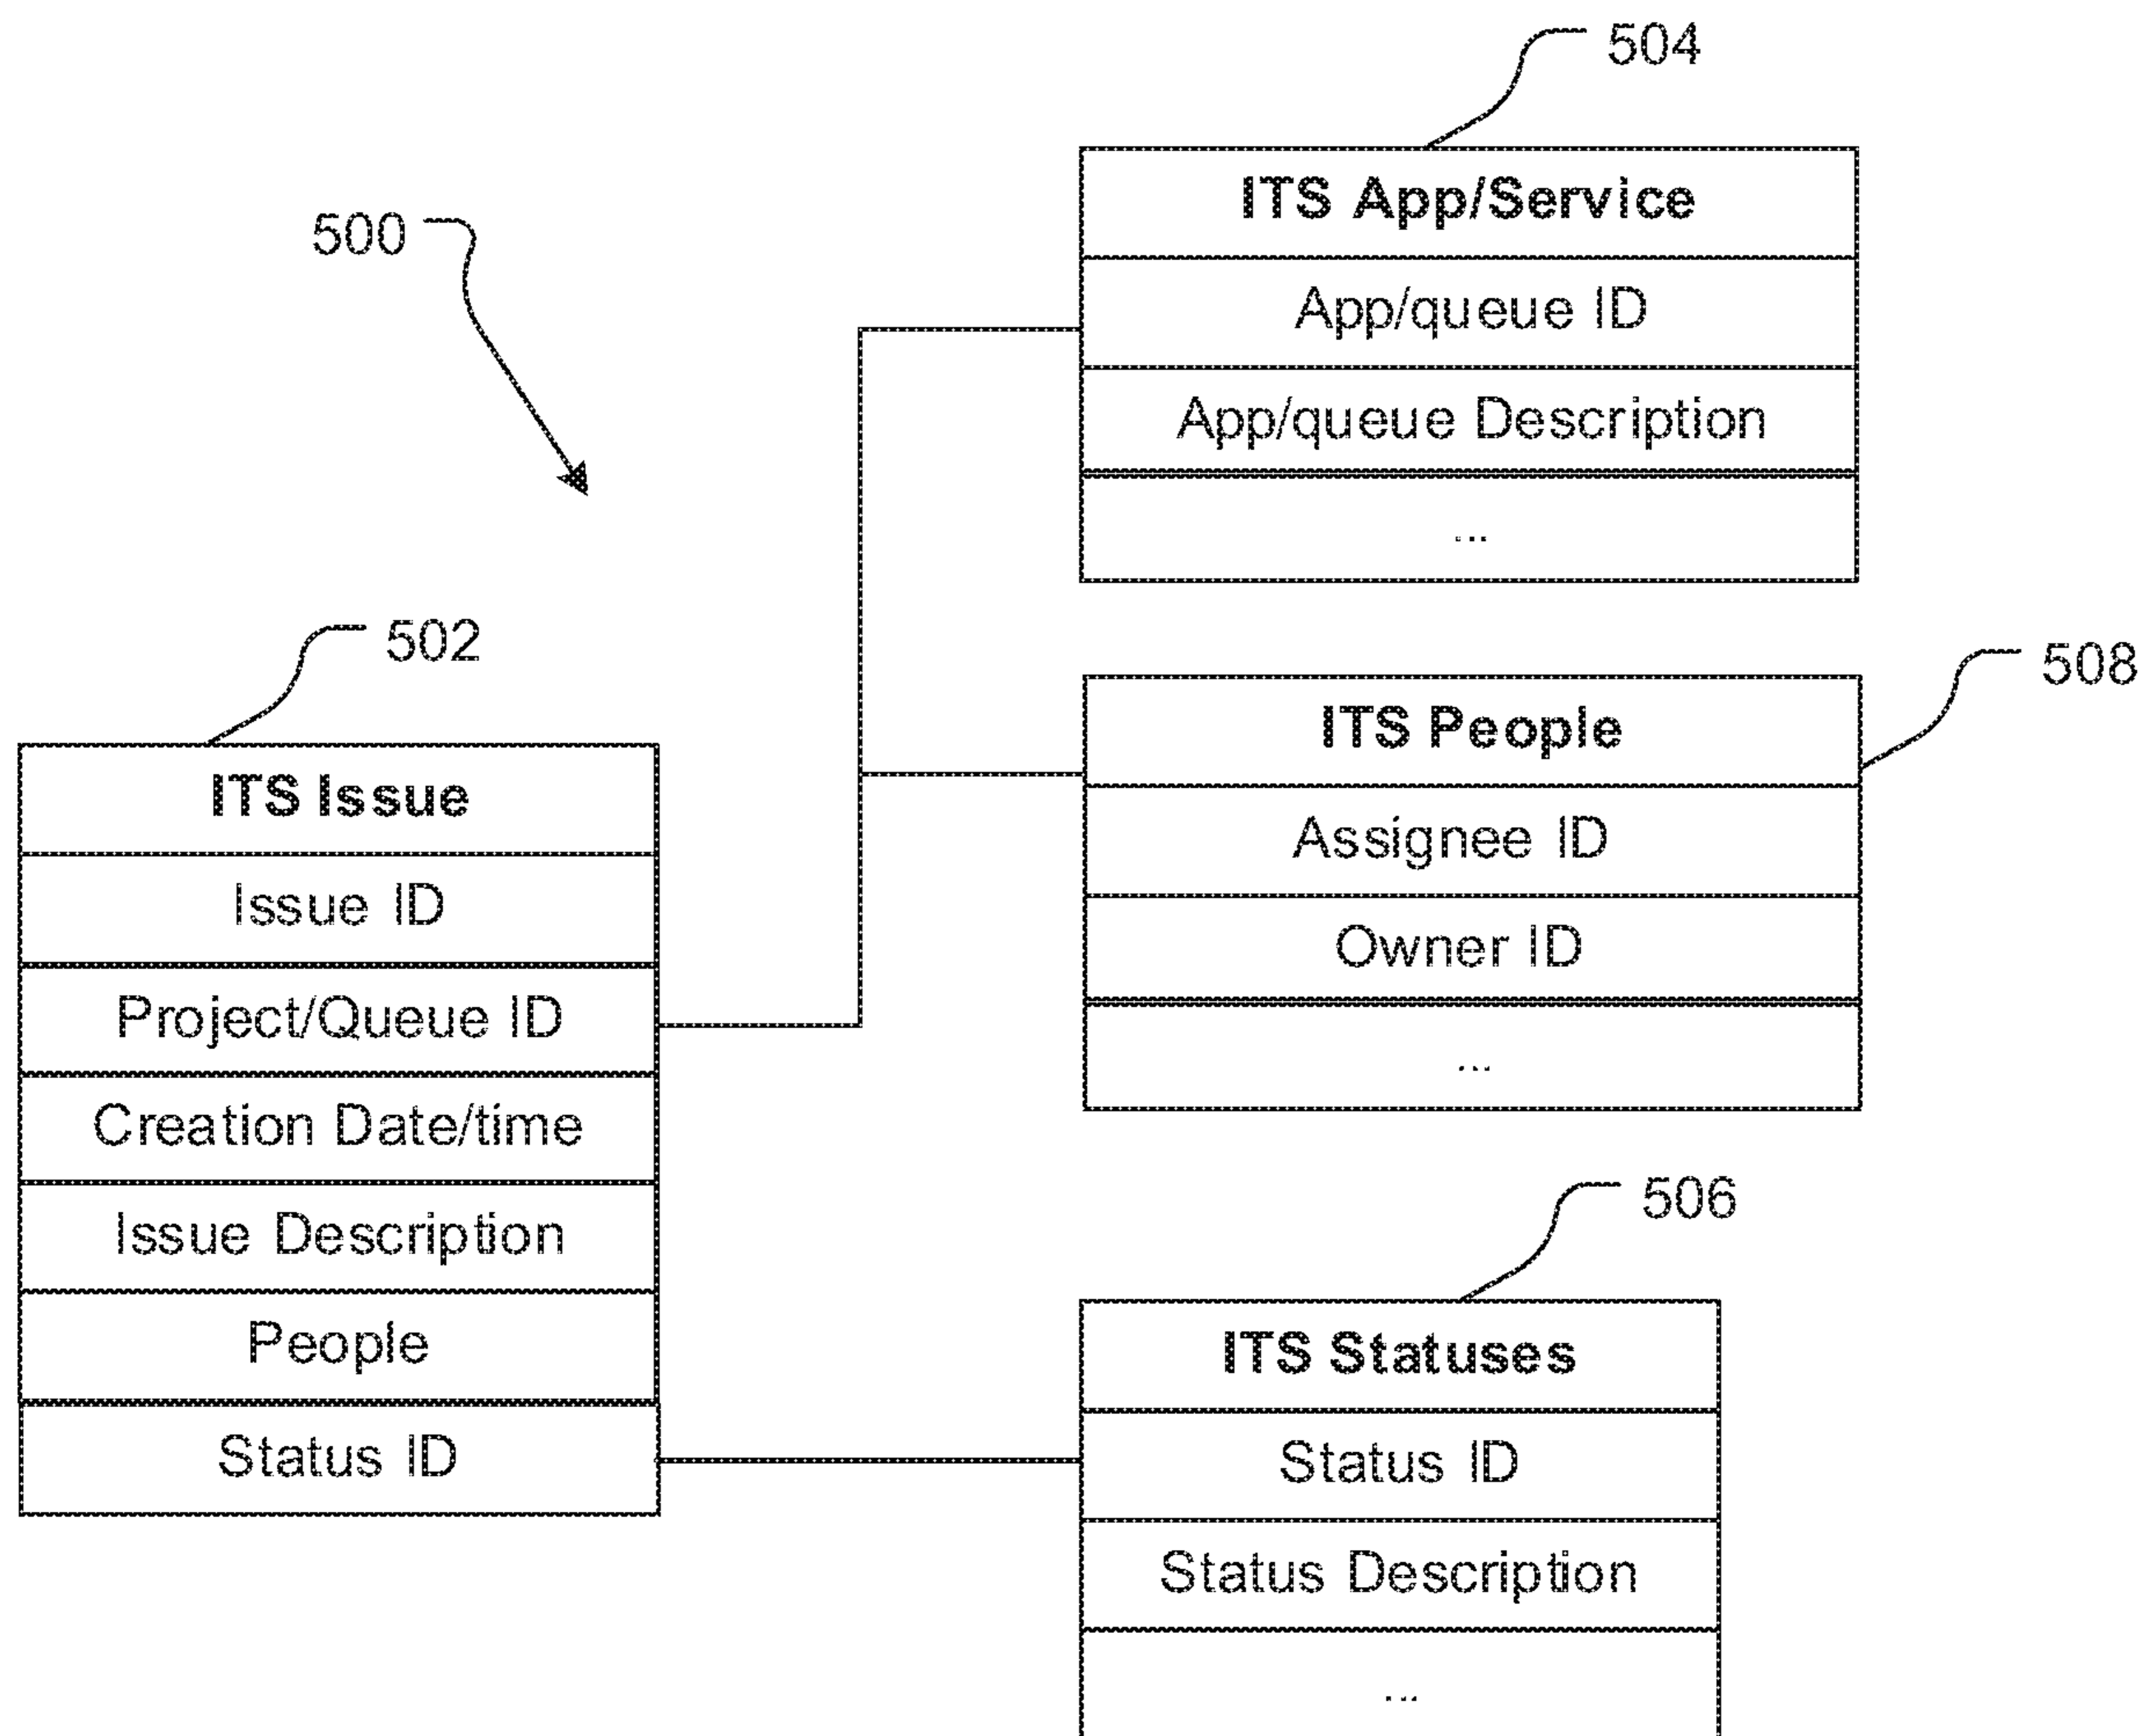 504
ITS App/Service
500
App/queue ID
App/queue Description
...
502
508
ITS People
ITS Issue
Assignee ID
Issue ID
Owner ID
Project/Queue ID
...
Creation Date/time
506
Issue Description
People
ITS Statuses
Status ID
Status ID
Status Description
...